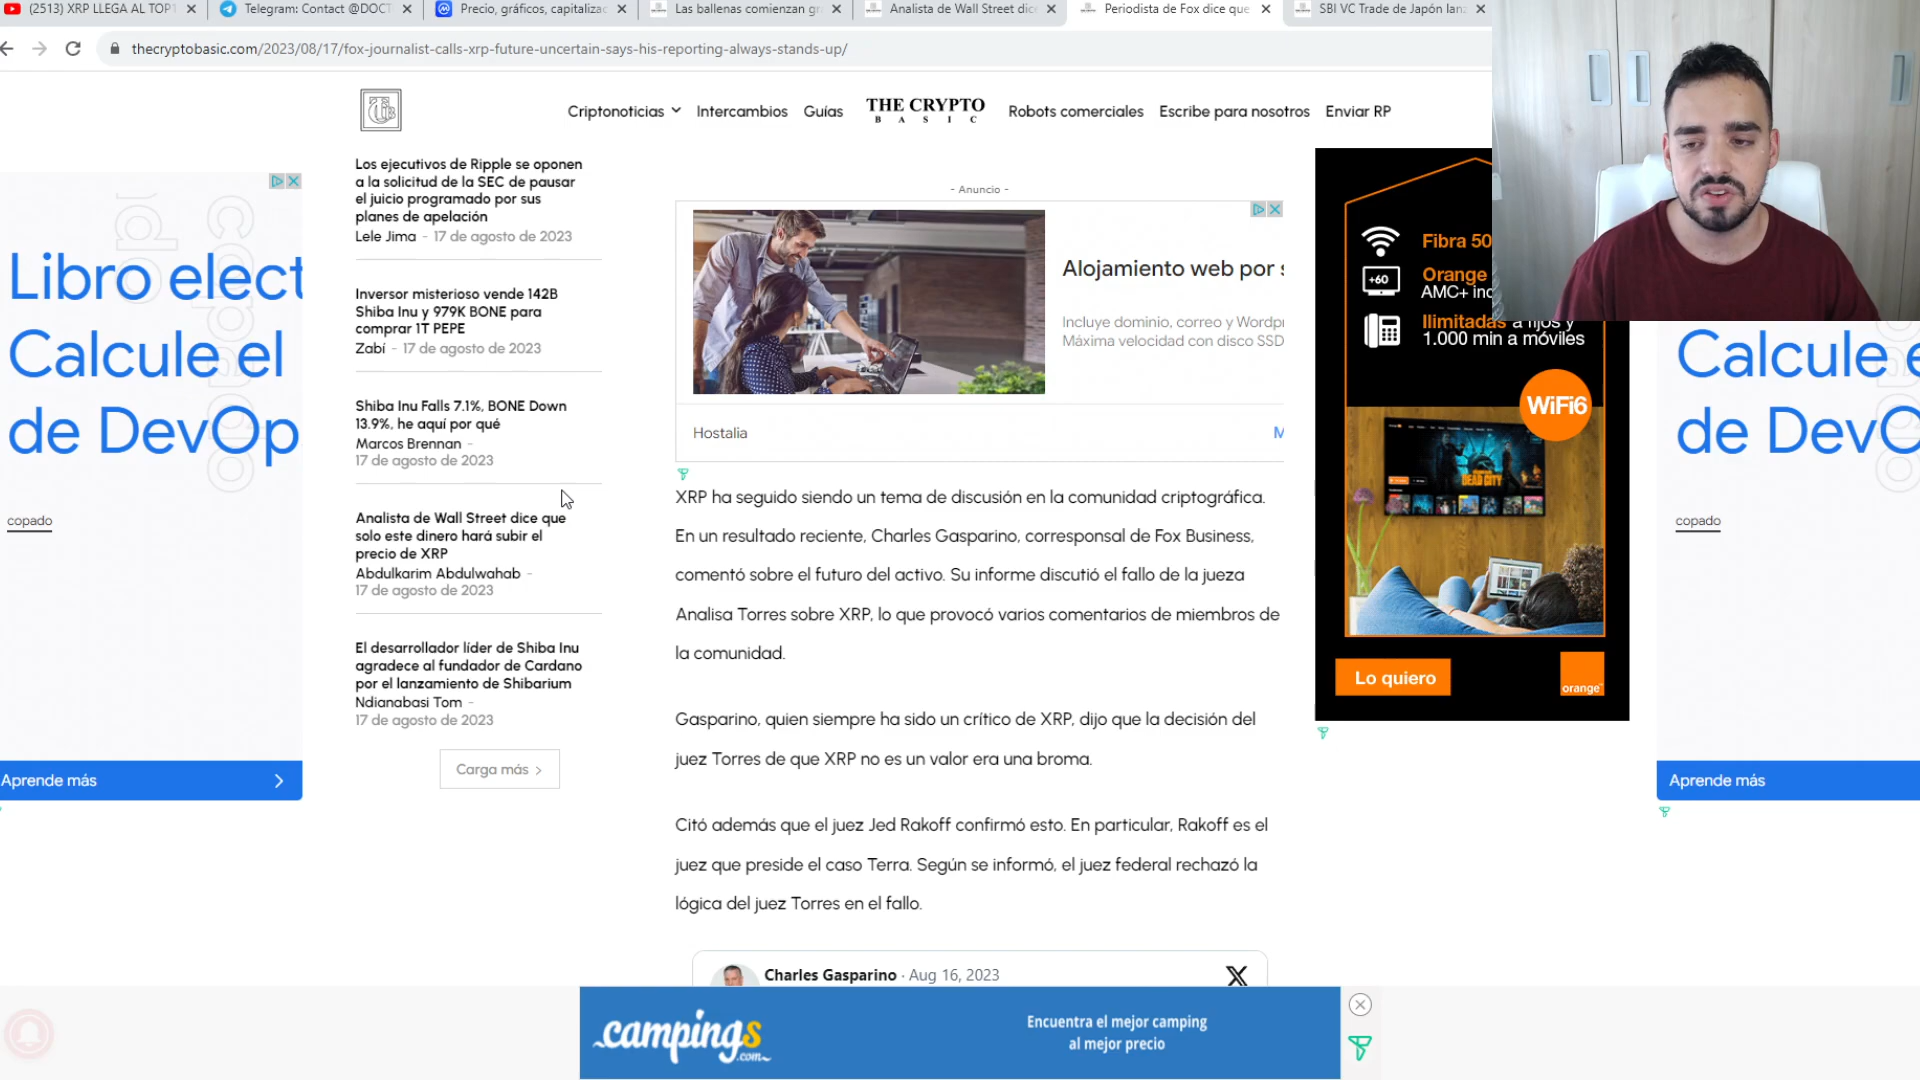 (2513) XRP LLEGA AL TOP1
Telegram: Contact @DOCT
Precio, gráficos, capitalizac
Las ballenas comienzan gr
Analista de Wall Street dice
Periodista de Fox dice que
SBI VC Trade de Japón lan
thecryptobasic.com/2023/08/17/fox-journalist-calls-xrp-future-uncertain-says-his-reporting-always-stands-up/
Criptonoticias
Intercambios
Guías
THE CRYPTO
BASIC
Robots comerciales
Escribe para nosotros
Enviar RP
Los ejecutivos de Ripple se oponen
a la solicitud de la SEC de pausar
el juicio programado por sus
planes de apelación
Lele Jima - 17 de agosto de 2023
Inversor misterioso vende 142B
Shiba Inu y 979K BONE para
comprar 1T PEPE
Zabí - 17 de agosto de 2023
Shiba Inu Falls 7.1%, BONE Down
13.9%, he aquí por qué
Marcos Brennan -
17 de agosto de 2023
Analista de Wall Street dice que
solo este dinero hará subir el
precio de XRP
Abdulkarim Abdulwahab -
17 de agosto de 2023
El desarrollador líder de Shiba Inu
agradece al fundador de Cardano
por el lanzamiento de Shibarium
Ndianabasi Tom -
17 de agosto de 2023
Carga más
- Anuncio -
Alojamiento web por s
Incluye dominio, correo y Wordpr
Máxima velocidad con disco SSD
Hostalia
XRP ha seguido siendo un tema de discusión en la comunidad criptográfica.
En un resultado reciente, Charles Gasparino, corresponsal de Fox Business,
comentó sobre el futuro del activo. Su informe discutió el fallo de la jueza
Analisa Torres sobre XRP, lo que provocó varios comentarios de miembros de
la comunidad.
Gasparino, quien siempre ha sido un crítico de XRP, dijo que la decisión del
juez Torres de que XRP no es un valor era una broma.
Citó además que el juez Jed Rakoff confirmó esto. En particular, Rakoff es el
juez que preside el caso Terra. Según se informó, el juez federal rechazó la
lógica del juez Torres en el fallo.
Charles Gasparino · Aug 16, 2023
Libro elect
Calcule el
de DevOp
copado
Aprende más
Fibra 50
+60
Orange
AMC+ inc
Ilimitadas a fijos y
1.000 min a móviles
WiFi6
DEAD CITY
Lo quiero
orange
Calcule e
de DevO
copado
Aprende más
campings
.com
Encuentra el mejor camping
al mejor precio